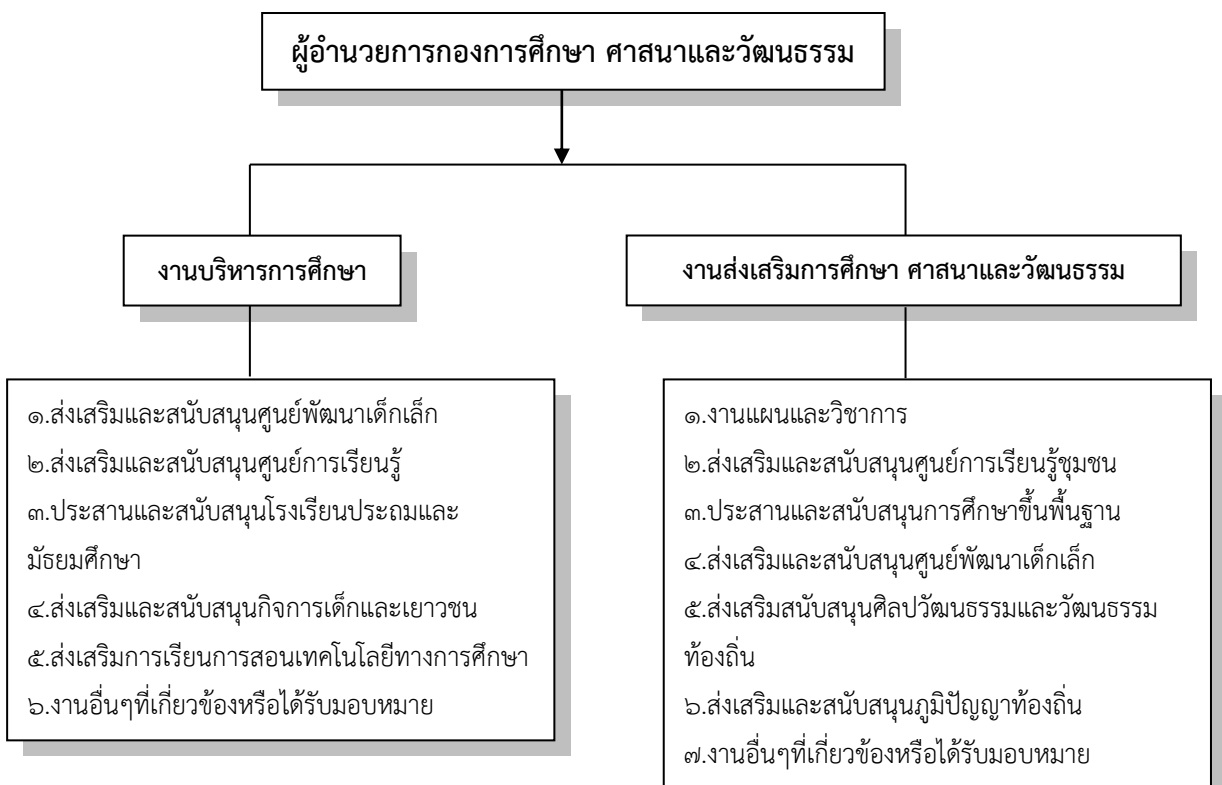 ผู้อำนวยการกองการศึกษา ศาสนาและวัฒนธรรม
งานบริหารการศึกษา
งานส่งเสริมการศึกษา ศาสนาและวัฒนธรรม
๑.ส่งเสริมและสนับสนุนศูนย์พัฒนาเด็กเล็ก
๒.ส่งเสริมและสนับสนุนศูนย์การเรียนรู้
๓.ประสานและสนับสนุนโรงเรียนประถมและ
มัธยมศึกษา
๔.ส่งเสริมและสนับสนุนกิจการเด็กและเยาวชน
๕.ส่งเสริมการเรียนการสอนเทคโนโลยีทางการศึกษา
๖.งานอื่นๆที่เกี่ยวข้องหรือได้รับมอบหมาย
๑.งานแผนและวิชาการ
๒.ส่งเสริมและสนับสนุนศูนย์การเรียนรู้ชุมชน
๓.ประสานและสนับสนุนการศึกษาขึ้นพื้นฐาน
๔.ส่งเสริมและสนับสนุนศูนย์พัฒนาเด็กเล็ก
๕.ส่งเสริมสนับสนุนศิลปวัฒนธรรมและวัฒนธรรม
ท้องถิ่น
๖.ส่งเสริมและสนับสนุนภูมิปัญญาท้องถิ่น
๗.งานอื่นๆที่เกี่ยวข้องหรือได้รับมอบหมาย